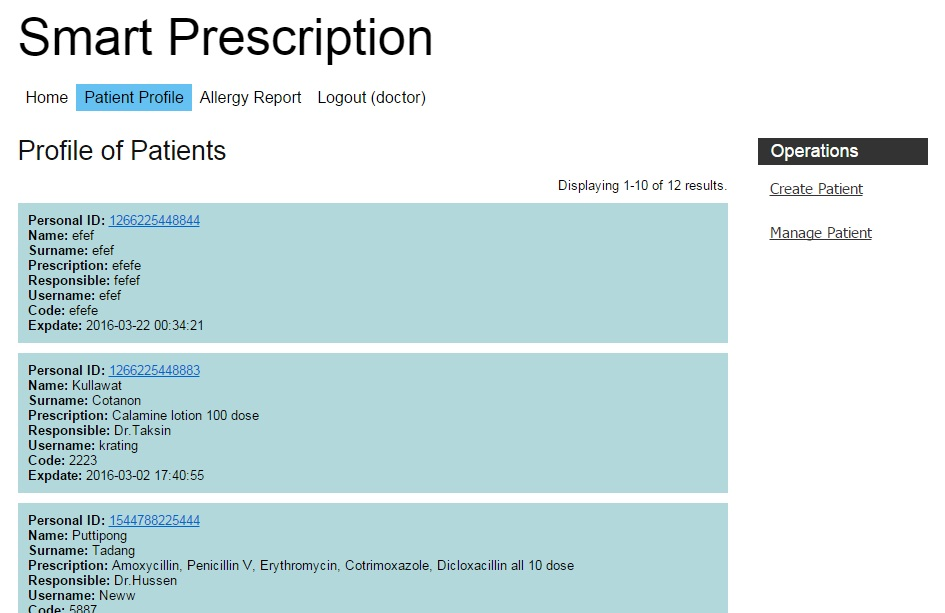 Smart Prescription
Home Patient Profile Allergy Report Logout (doctor)
Profile of Patients
Operations
Displaying 1-10 of 12 results.
Create Patient
Manage Patient
Personal ID: 1266225448844
Name: efef
Surname: efef
Prescription: efefe
Responsible: fefef
Username: efef
Code: efefe
Expdate: 2016-03-22 00:34:21
Personal ID: 1266225448883
Name: Kullawat
Surname: Cotanon
Prescription: Calamine lotion 100 dose
Responsible: Dr.Taksin
Username: krating
Code: 2223
Expdate: 2016-03-02 17:40:55
Personal ID: 1544788225444
Name: Puttipong
Surname: Tadang
Prescription: Amoxycillin, Penicillin V, Erythromycin, Cotrimoxazole, Dicloxacillin all 10 dose
Responsible: Dr.Hussen
Username: Neww
Code: 5887